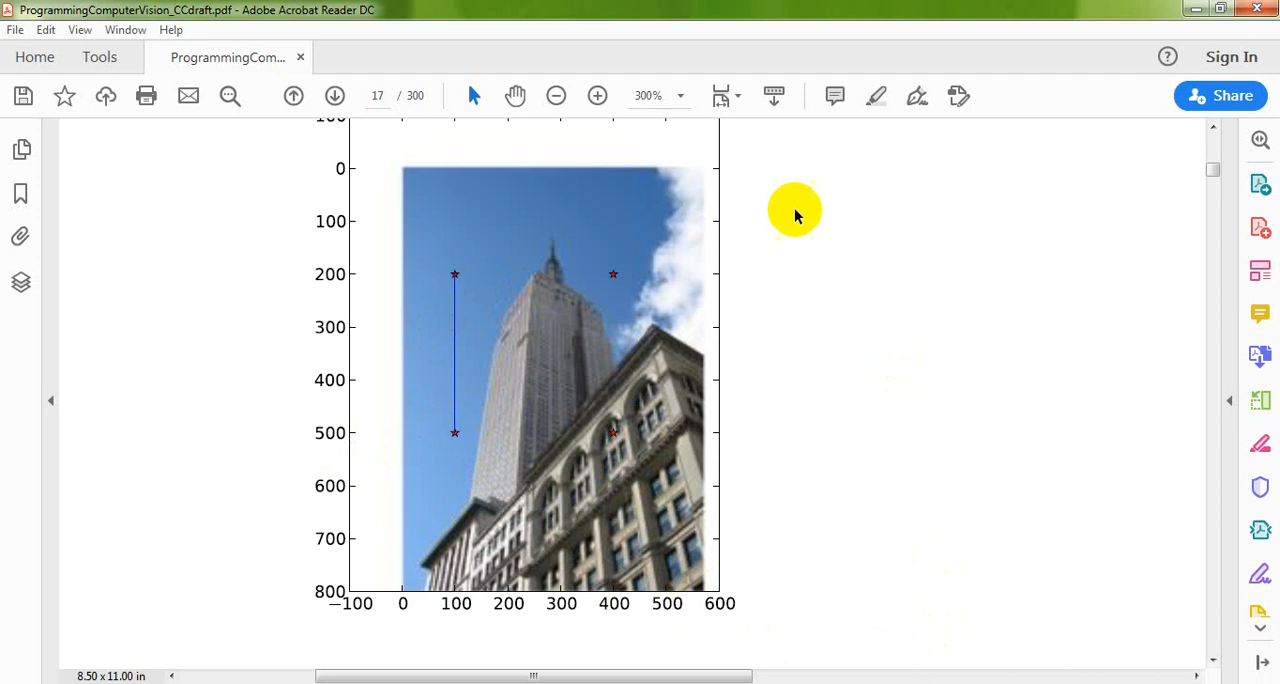 ProgrammingComputerVision_CCdraft.pdf - Adobe Acrobat Reader DC
File Edit View Window Help
Home Tools ProgrammingCom... ×
Sign In
17 / 300
300%
Share
100
0
100
200
300
400
500
600
700
800
−100 0 100 200 300 400 500 600
8.50 x 11.00 in